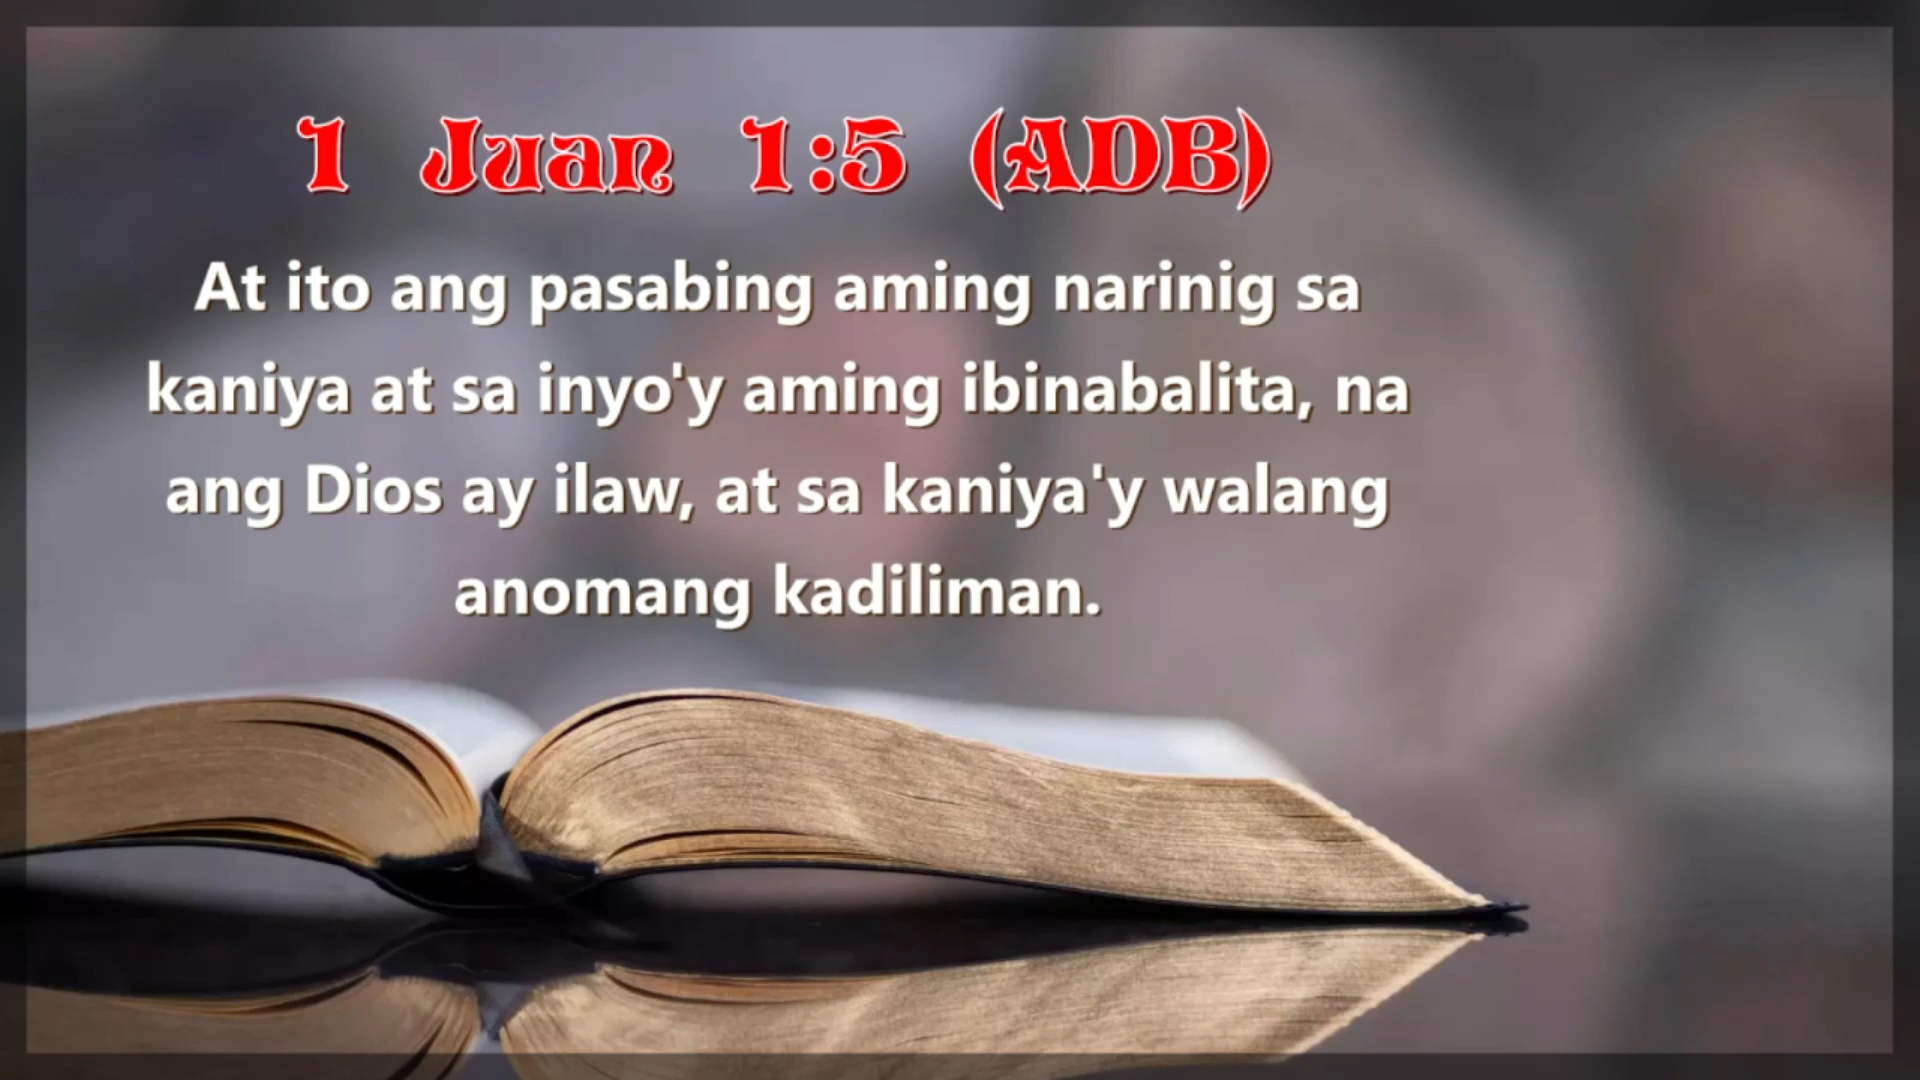 1 Juan 1:5 (ADB)
At ito ang pasabing aming narinig sa
kaniya at sa inyo'y aming ibinabalita, na
ang Dios ay ilaw, at sa kaniya'y walang
anomang kadiliman.